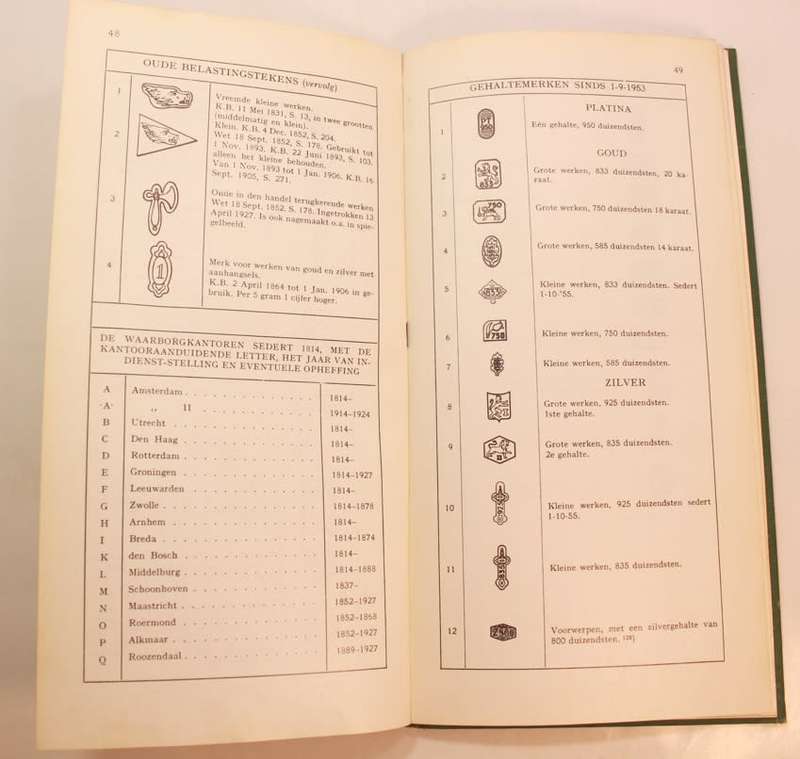 48
OUDE BELASTINGSTEKENS (vervolg)
1
Vreemde kleine werken.
K.B. 11 Mei 1831, S. 13, in twee grootten
(middelmatig en klein).
2
Klein. K.B. 4 Dec. 1852, S. 204.
Wet 18 Sept. 1852, S. 178. Gebruikt tot
1 Nov. 1893. K.B. 22 Juni 1893, S. 103,
alleen het kleine behouden.
Van 1 Nov. 1893 tot 1 Jan. 1906. K.B. 16
Sept. 1905, S. 271.
3
Oude in den handel terugkeerende werken
Wet 18 Sept. 1852, S. 178. Ingetrokken 13
April 1927. Is ook nagemaakt o.a. in spie-
gelbeeld.
4
1
Merk voor werken van goud en zilver met
aanhangsels.
K.B. 2 April 1864 tot 1 Jan. 1906 in ge-
bruik. Per 5 gram 1 cijfer hoger.
DE WAARBORGKANTOREN SEDERT 1814, MET DE
KANTOORAANDUIDENDE LETTER, HET JAAR VAN IN-
DIENST-STELLING EN EVENTUELE OPHEFFING
A Amsterdam . . . . . . . . . . . . . . 1814-
·A· ,, II . . . . . . . . . . . . 1914-1924
B Utrecht . . . . . . . . . . . . . . 1814-
C Den Haag . . . . . . . . . . . . . . 1814-
D Rotterdam . . . . . . . . . . . . . . 1814-
E Groningen . . . . . . . . . . . . . . 1814-1927
F Leeuwarden . . . . . . . . . . . . . 1814-
G Zwolle . . . . . . . . . . . . . . . 1814-1878
H Arnhem . . . . . . . . . . . . . . . 1814-
I Breda . . . . . . . . . . . . . . . 1814-1874
K den Bosch . . . . . . . . . . . . . . 1814-
L Middelburg . . . . . . . . . . . . . 1814-1888
M Schoonhoven . . . . . . . . . . . . . 1837-
N Maastricht . . . . . . . . . . . . . 1852-1927
O Roermond . . . . . . . . . . . . . . 1852-1868
P Alkmaar . . . . . . . . . . . . . . 1852-1927
Q Roozendaal . . . . . . . . . . . . . 1889-1927
49
GEHALTEMERKEN SINDS 1-9-1953
PLATINA
1
PT
950
Eén gehalte, 950 duizendsten.
GOUD
2
833
Grote werken, 833 duizendsten, 20 ka-
raat.
3
750
Grote werken, 750 duizendsten 18 karaat.
4
Grote werken, 585 duizendsten 14 karaat.
5
833
Kleine werken, 833 duizendsten. Sedert
1-10-'55.
6
750
Kleine werken, 750 duizendsten.
7
Kleine werken, 585 duizendsten.
ZILVER
8
Grote werken, 925 duizendsten.
1ste gehalte.
9
Grote werken, 835 duizendsten.
2e gehalte.
10
925
Kleine werken, 925 duizendsten sedert
1-10-55.
11
835
Kleine werken, 835 duizendsten.
12
Voorwerpen, met een zilvergehalte van
800 duizendsten.